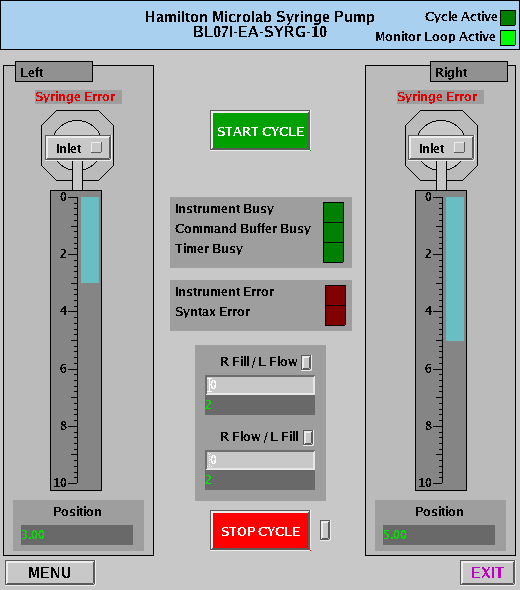 Hamilton Microlab Syringe Pump
BL07I-EA-SYRG-10
Cycle Active
Monitor Loop Active
Left
Syringe Error
Inlet
0
2
4
6
8
10
Position
3.00
MENU
START CYCLE
Instrument Busy
Command Buffer Busy
Timer Busy
Instrument Error
Syntax Error
R Fill / L Flow
0
2
R Flow / L Fill
0
2
STOP CYCLE
Right
Syringe Error
Inlet
0
2
4
6
8
10
Position
5.00
EXIT